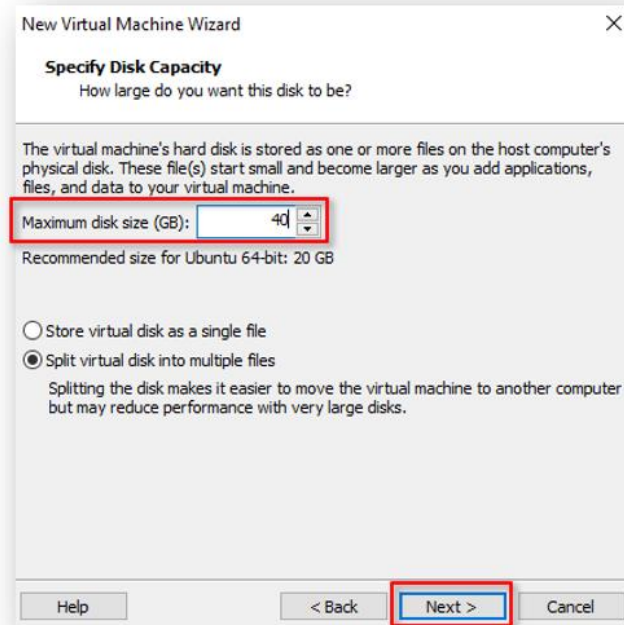 New Virtual Machine Wizard
Specify Disk Capacity
How large do you want this disk to be?
The virtual machine's hard disk is stored as one or more files on the host computer's
physical disk. These file(s) start small and become larger as you add applications,
files, and data to your virtual machine.
Maximum disk size (GB): 40
Recommended size for Ubuntu 64-bit: 20 GB
Store virtual disk as a single file
Split virtual disk into multiple files
Splitting the disk makes it easier to move the virtual machine to another computer
but may reduce performance with very large disks.
Help < Back Next > Cancel